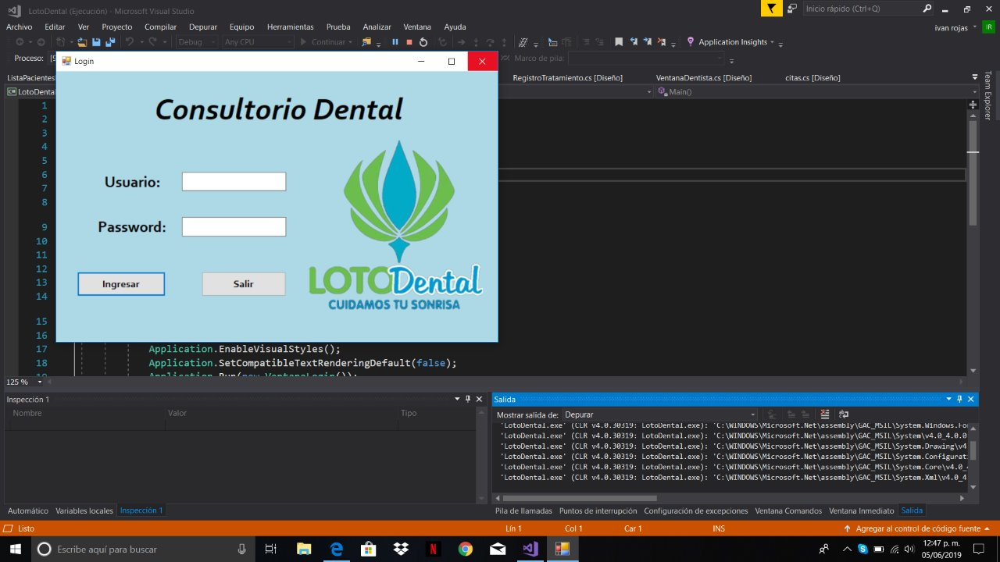 LotoDental (Ejecución) - Microsoft Visual Studio
Inicio rápido (Ctrl+Q)
Archivo Editar Ver Proyecto Compilar Depurar Equipo Herramientas Prueba Analizar Ventana Ayuda
ivan rojas IR
Debug Any CPU Continuar Application Insights
Proceso: Marco de pila:
Login
ListaPacientes RegistroTratamiento.cs [Diseño] VentanaDentista.cs [Diseño] citas.cs [Diseño]
LotoDental Main()
Team Explorer
Consultorio Dental
Usuario:
Password:
Ingresar Salir
LOTO Dental
CUIDAMOS TU SONRISA
1
2
3
4
5
6
7
8
9
10
11
12
13
14
15
16
17 Application.EnableVisualStyles();
18 Application.SetCompatibleTextRenderingDefault(false);
19 Application.Run(new VentanaLogin());
125 %
Inspección 1
Nombre Valor Tipo
Salida
Mostrar salida de: Depurar
'LotoDental.exe' (CLR v4.0.30319: LotoDental.exe): 'C:\WINDOWS\Microsoft.Net\assembly\GAC_MSIL\System.Windows.Fo
'LotoDental.exe' (CLR v4.0.30319: LotoDental.exe): 'C:\WINDOWS\Microsoft.Net\assembly\GAC_MSIL\System\v4.0_4.0.0
'LotoDental.exe' (CLR v4.0.30319: LotoDental.exe): 'C:\WINDOWS\Microsoft.Net\assembly\GAC_MSIL\System.Drawing\v4
'LotoDental.exe' (CLR v4.0.30319: LotoDental.exe): 'C:\WINDOWS\Microsoft.Net\assembly\GAC_MSIL\System.Configurat
'LotoDental.exe' (CLR v4.0.30319: LotoDental.exe): 'C:\WINDOWS\Microsoft.Net\assembly\GAC_MSIL\System.Core\v4.0_
'LotoDental.exe' (CLR v4.0.30319: LotoDental.exe): 'C:\WINDOWS\Microsoft.Net\assembly\GAC_MSIL\System.Xml\v4.0_4
Automático Variables locales Inspección 1
Pila de llamadas Puntos de interrupción Configuración de excepciones Ventana Comandos Ventana Inmediato Salida
Listo Lín 1 Col 1 Car 1 INS Agregar al control de código fuente
Escribe aquí para buscar
12:47 p. m.
05/06/2019